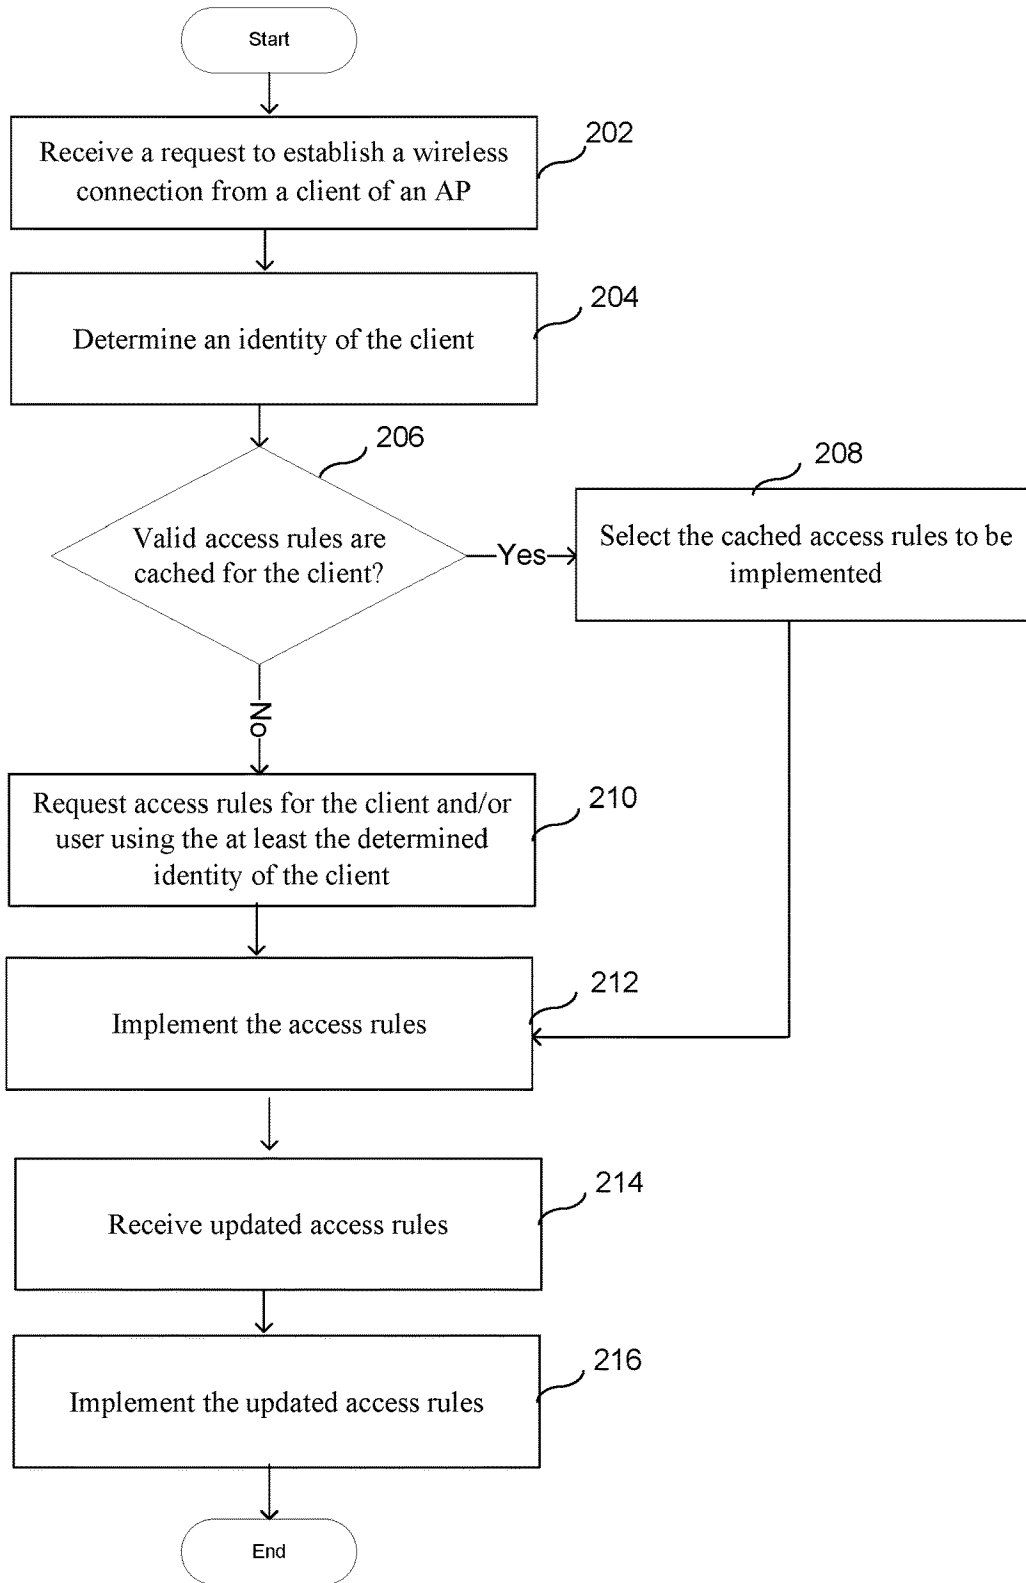 Start
Receive a request to establish a wireless
connection from a client of an AP
202
Determine an identity of the client
204
206
Valid access rules are
cached for the client?
Yes
208
Select the cached access rules to be
implemented
No
Request access rules for the client and/or
user using the at least the determined
identity of the client
210
Implement the access rules
212
Receive updated access rules
214
Implement the updated access rules
216
End